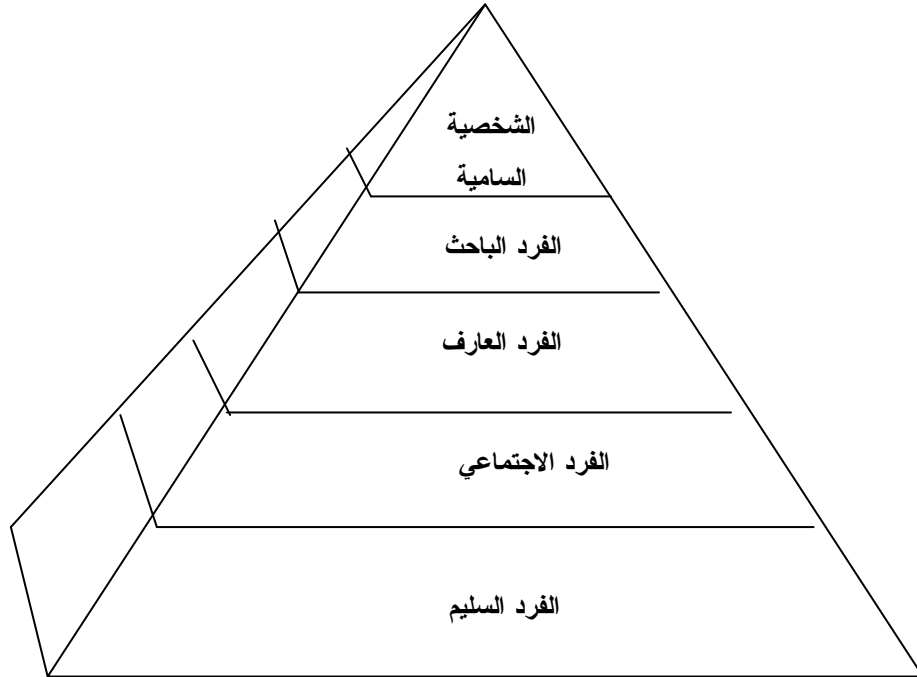 الشخصية
السامية
الفرد الباحث
الفرد العارف
الفرد الاجتماعي
الفرد السليم